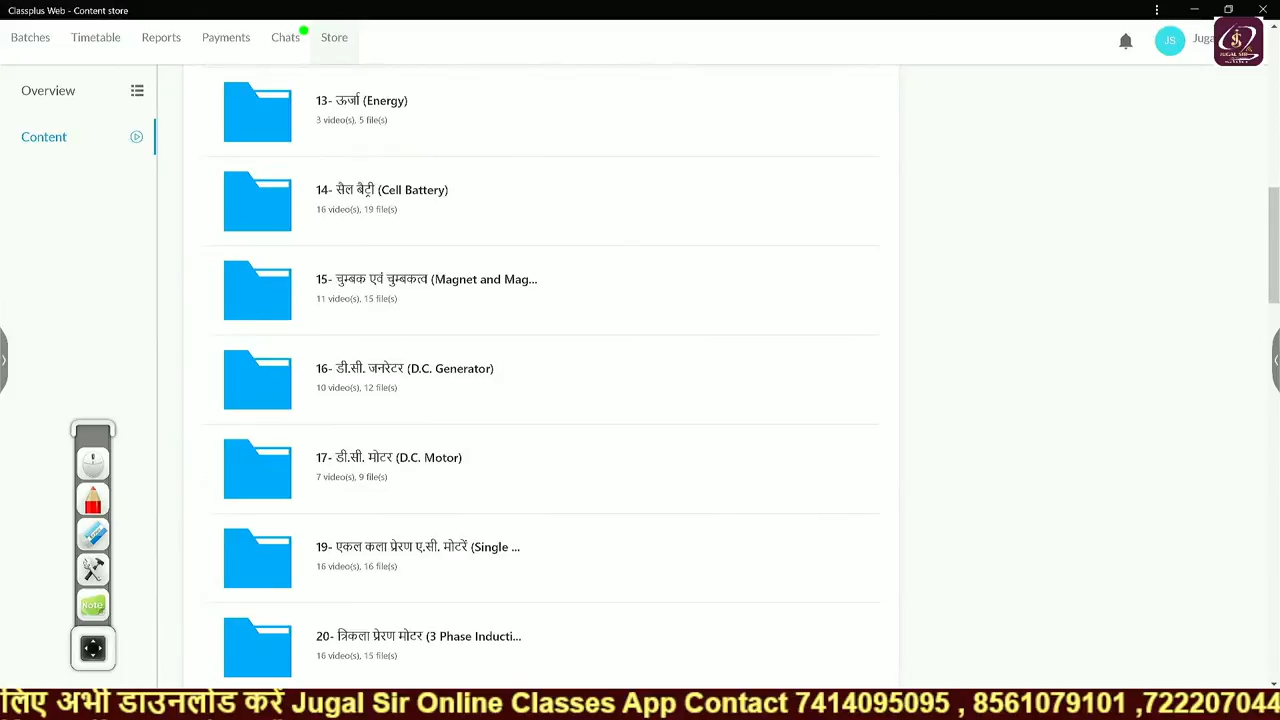 Classplus Web - Content store
Batches Timetable Reports Payments Chats Store
JS Juga
JUGAL SIR
Overview
Content
13- ऊर्जा (Energy)
3 video(s), 5 file(s)
14- सैल बैट्री (Cell Battery)
16 video(s), 19 file(s)
15- चुम्बक एवं चुम्बकत्व (Magnet and Mag...
11 video(s), 15 file(s)
16- डी.सी. जनरेटर (D.C. Generator)
10 video(s), 12 file(s)
17- डी.सी. मोटर (D.C. Motor)
7 video(s), 9 file(s)
19- एकल कला प्रेरण ए.सी. मोटरें (Single ...
16 video(s), 16 file(s)
20- त्रिकला प्रेरण मोटर (3 Phase Inducti...
16 video(s), 15 file(s)
Note
लिए अभी डाउनलोड करें Jugal Sir Online Classes App Contact 7414095095 , 8561079101 ,722207044